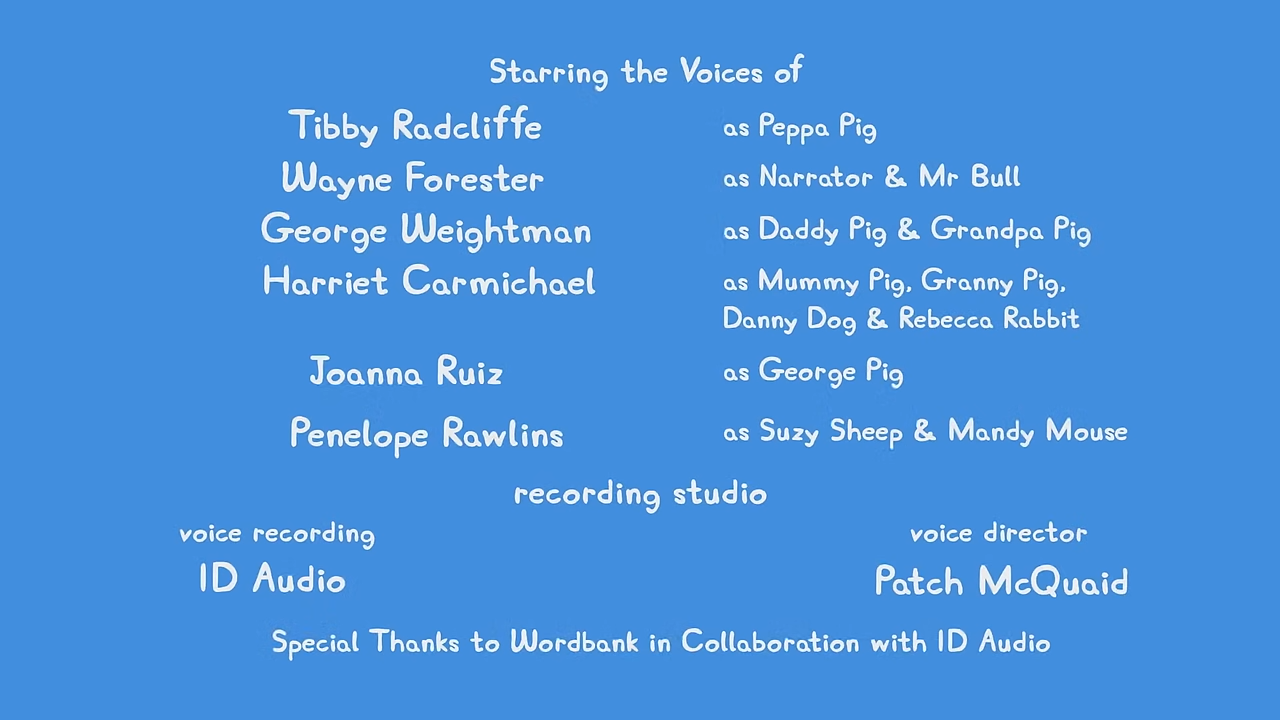 Starring the Voices of
Tibby Radcliffe as Peppa Pig
Wayne Forester as Narrator & Mr Bull
George Weightman as Daddy Pig & Grandpa Pig
Harriet Carmichael as Mummy Pig, Granny Pig,
Danny Dog & Rebecca Rabbit
Joanna Ruiz as George Pig
Penelope Rawlins as Suzy Sheep & Mandy Mouse
recording studio
voice recording voice director
ID Audio Patch McQuaid
Special Thanks to Wordbank in Collaboration with ID Audio